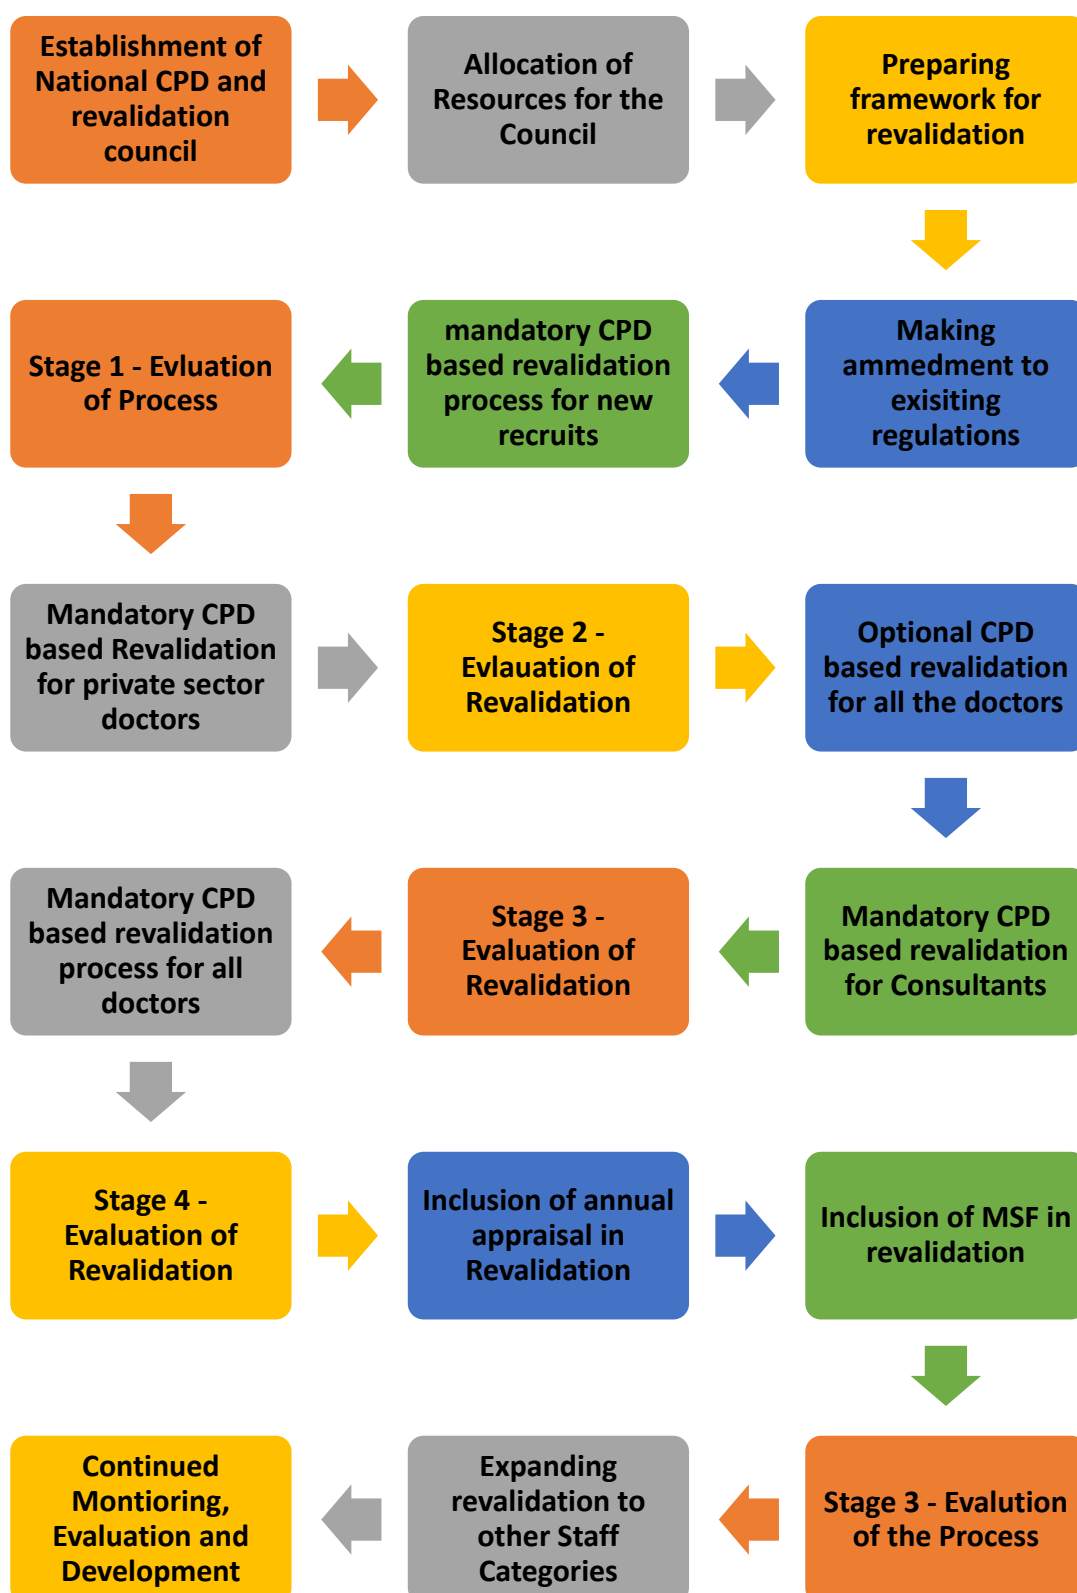 Establishment of
National CPD and
revalidation
council
Allocation of
Resources for the
Council
Preparing
framework for
revalidation
Making
ammedment to
exisiting
regulations
mandatory CPD
based revalidation
process for new
recruits
Stage 1 - Evluation
of Process
Mandatory CPD
based Revalidation
for private sector
doctors
Stage 2 -
Evlauation of
Revalidation
Optional CPD
based revalidation
for all the doctors
Mandatory CPD
based revalidation
for Consultants
Stage 3 -
Evaluation of
Revalidation
Mandatory CPD
based revalidation
process for all
doctors
Stage 4 -
Evaluation of
Revalidation
Inclusion of annual
appraisal in
Revalidation
Inclusion of MSF in
revalidation
Stage 3 - Evalution
of the Process
Expanding
revalidation to
other Staff
Categories
Continued
Montioring,
Evaluation and
Development